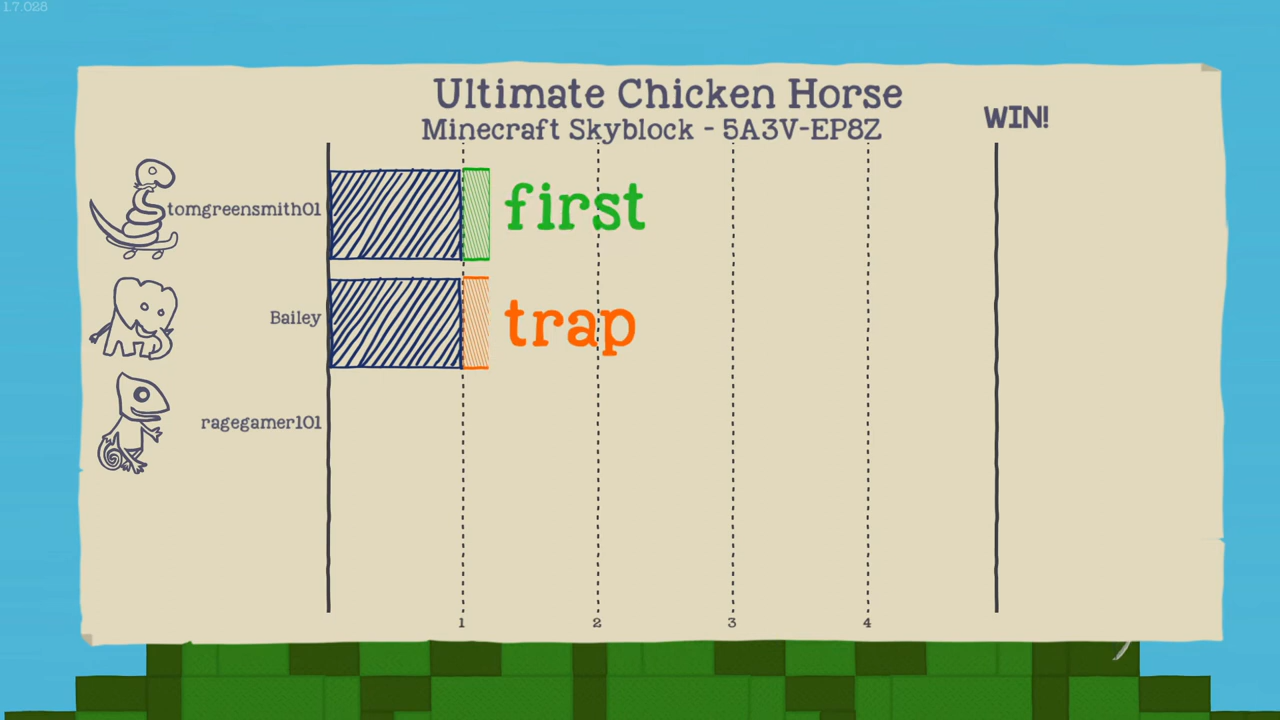 1.7.028
Ultimate Chicken Horse
Minecraft Skyblock - 5A3V-EP8Z
WIN!
tomgreensmith01
first
Bailey
trap
ragegamer101
1 2 3 4